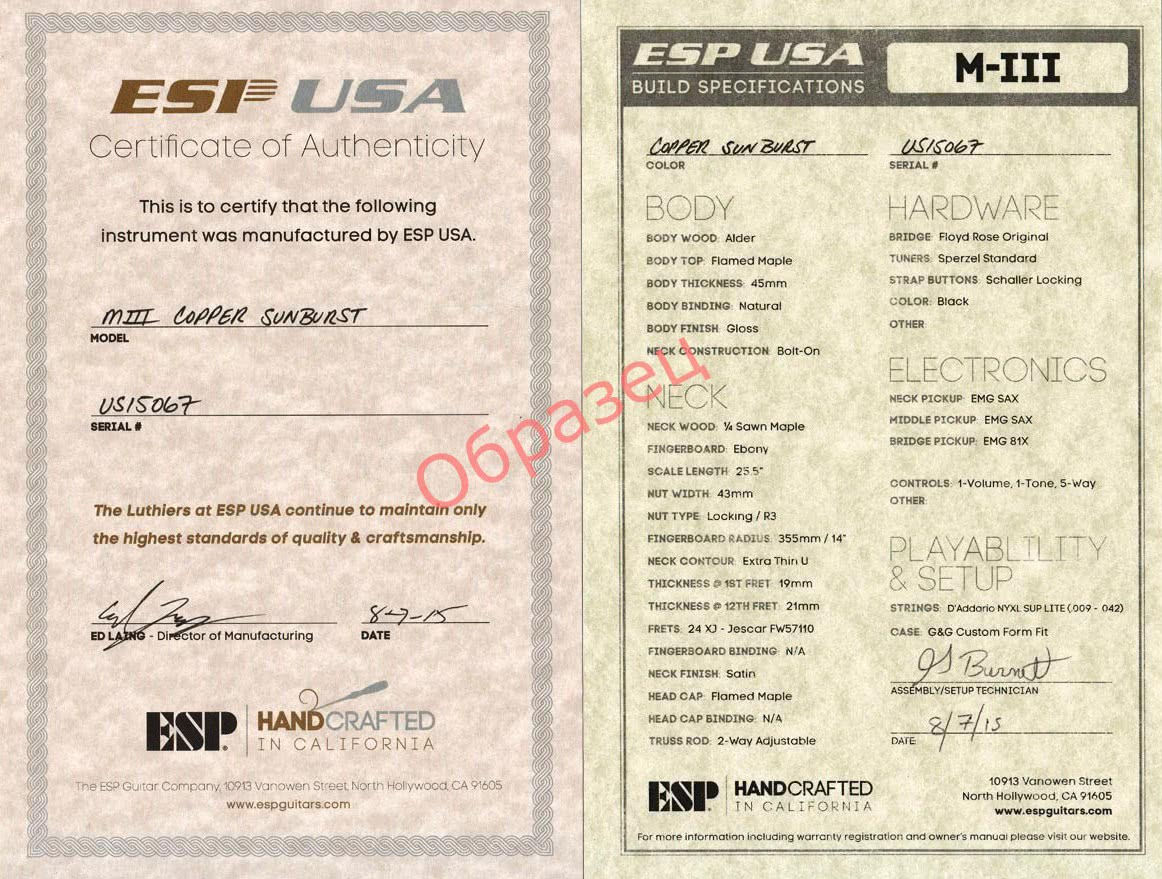 ESP USA
Certificate of Authenticity
This is to certify that the following
instrument was manufactured by ESP USA.
MIII COPPER SUNBURST
MODEL
US15067
SERIAL #
The Luthiers at ESP USA continue to maintain only
the highest standards of quality & craftsmanship.
8-7-15
ED LAING - Director of Manufacturing
DATE
ESP.
HANDCRAFTED
IN CALIFORNIA
The ESP Guitar Company, 10913 Vanowen Street, North Hollywood, CA 91605
www.espguitars.com
Образец
ESP USA
BUILD SPECIFICATIONS
M-III
COPPER SUNBURST
COLOR
US15067
SERIAL #
BODY
BODY WOOD: Alder
BODY TOP: Flamed Maple
BODY THICKNESS: 45mm
BODY BINDING: Natural
BODY FINISH: Gloss
NECK CONSTRUCTION: Bolt-On
NECK
NECK WOOD: ¼ Sawn Maple
FINGERBOARD: Ebony
SCALE LENGTH: 25.5"
NUT WIDTH: 43mm
NUT TYPE: Locking / R3
FINGERBOARD RADIUS: 355mm / 14"
NECK CONTOUR: Extra Thin U
THICKNESS @ 1ST FRET: 19mm
THICKNESS @ 12TH FRET: 21mm
FRETS: 24 XJ - Jescar FW57110
FINGERBOARD BINDING: N/A
NECK FINISH: Satin
HEAD CAP: Flamed Maple
HEAD CAP BINDING: N/A
TRUSS ROD: 2-Way Adjustable
HARDWARE
BRIDGE: Floyd Rose Original
TUNERS: Sperzel Standard
STRAP BUTTONS: Schaller Locking
COLOR: Black
OTHER:
ELECTRONICS
NECK PICKUP: EMG SAX
MIDDLE PICKUP: EMG SAX
BRIDGE PICKUP: EMG 81X
CONTROLS: 1-Volume, 1-Tone, 5-Way
OTHER:
PLAYABLILITY
& SETUP
STRINGS: D'Addario NYXL SUP LITE (.009 - 042)
CASE: G&G Custom Form Fit
JS Burnett
ASSEMBLY/SETUP TECHNICIAN
8/7/15
DATE:
ESP.
HANDCRAFTED
IN CALIFORNIA
10913 Vanowen Street
North Hollywood, CA 91605
www.espguitars.com
For more information including warranty registration and owner's manual please visit our website.